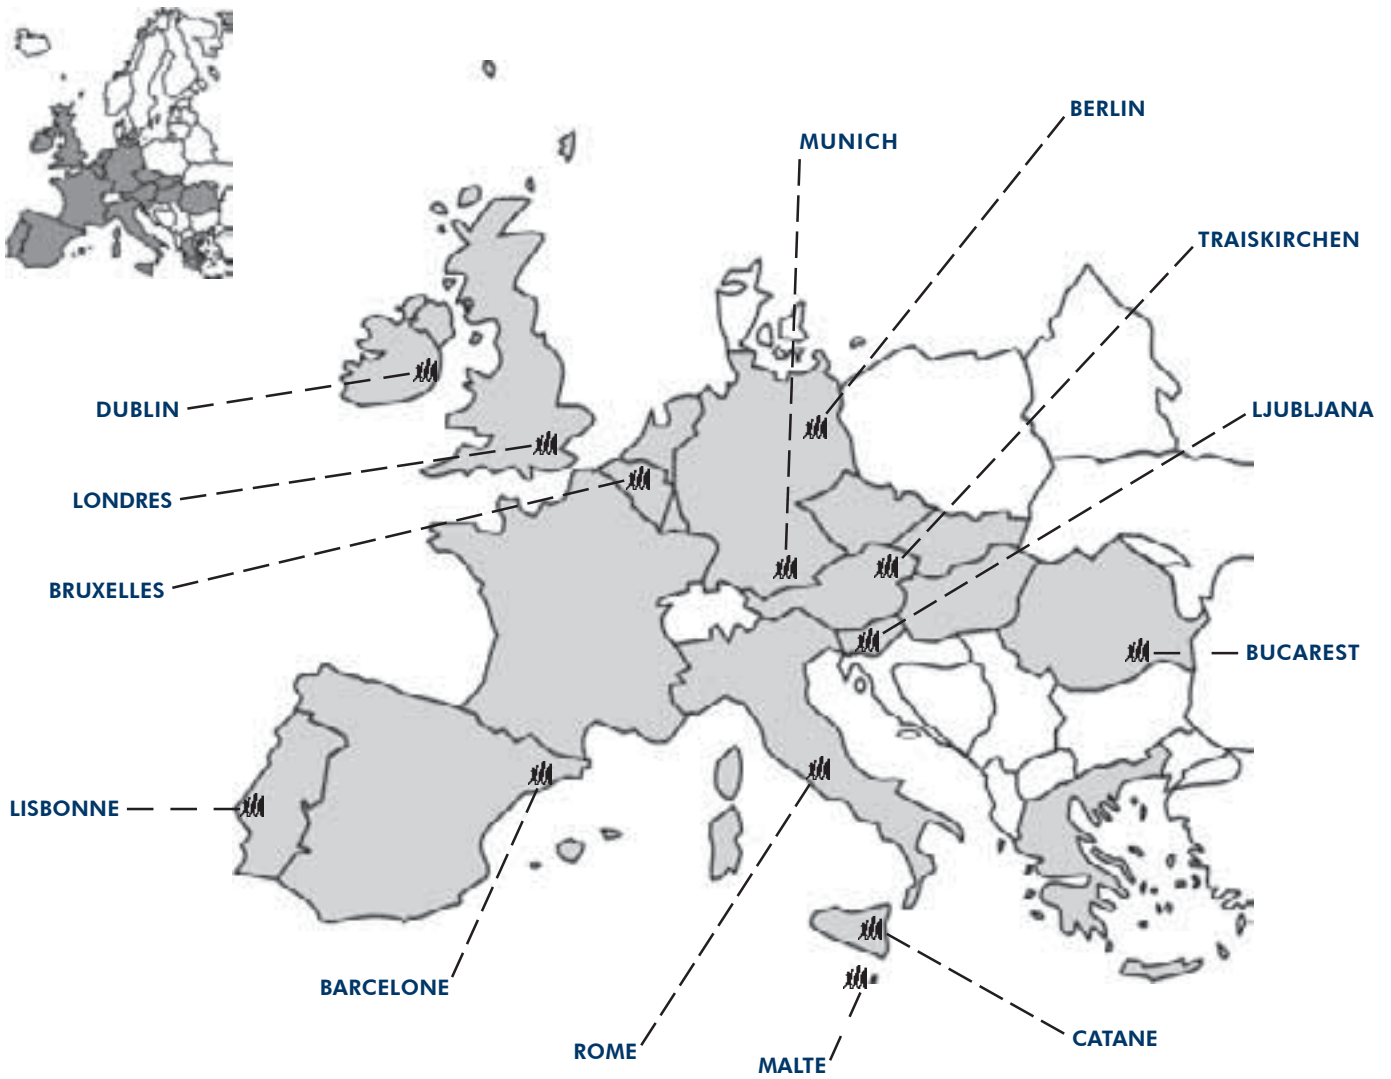 BERLIN
MUNICH
TRAISKIRCHEN
DUBLIN
LJUBLJANA
LONDRES
BRUXELLES
BUCAREST
LISBONNE
BARCELONE
ROME
MALTE
CATANE